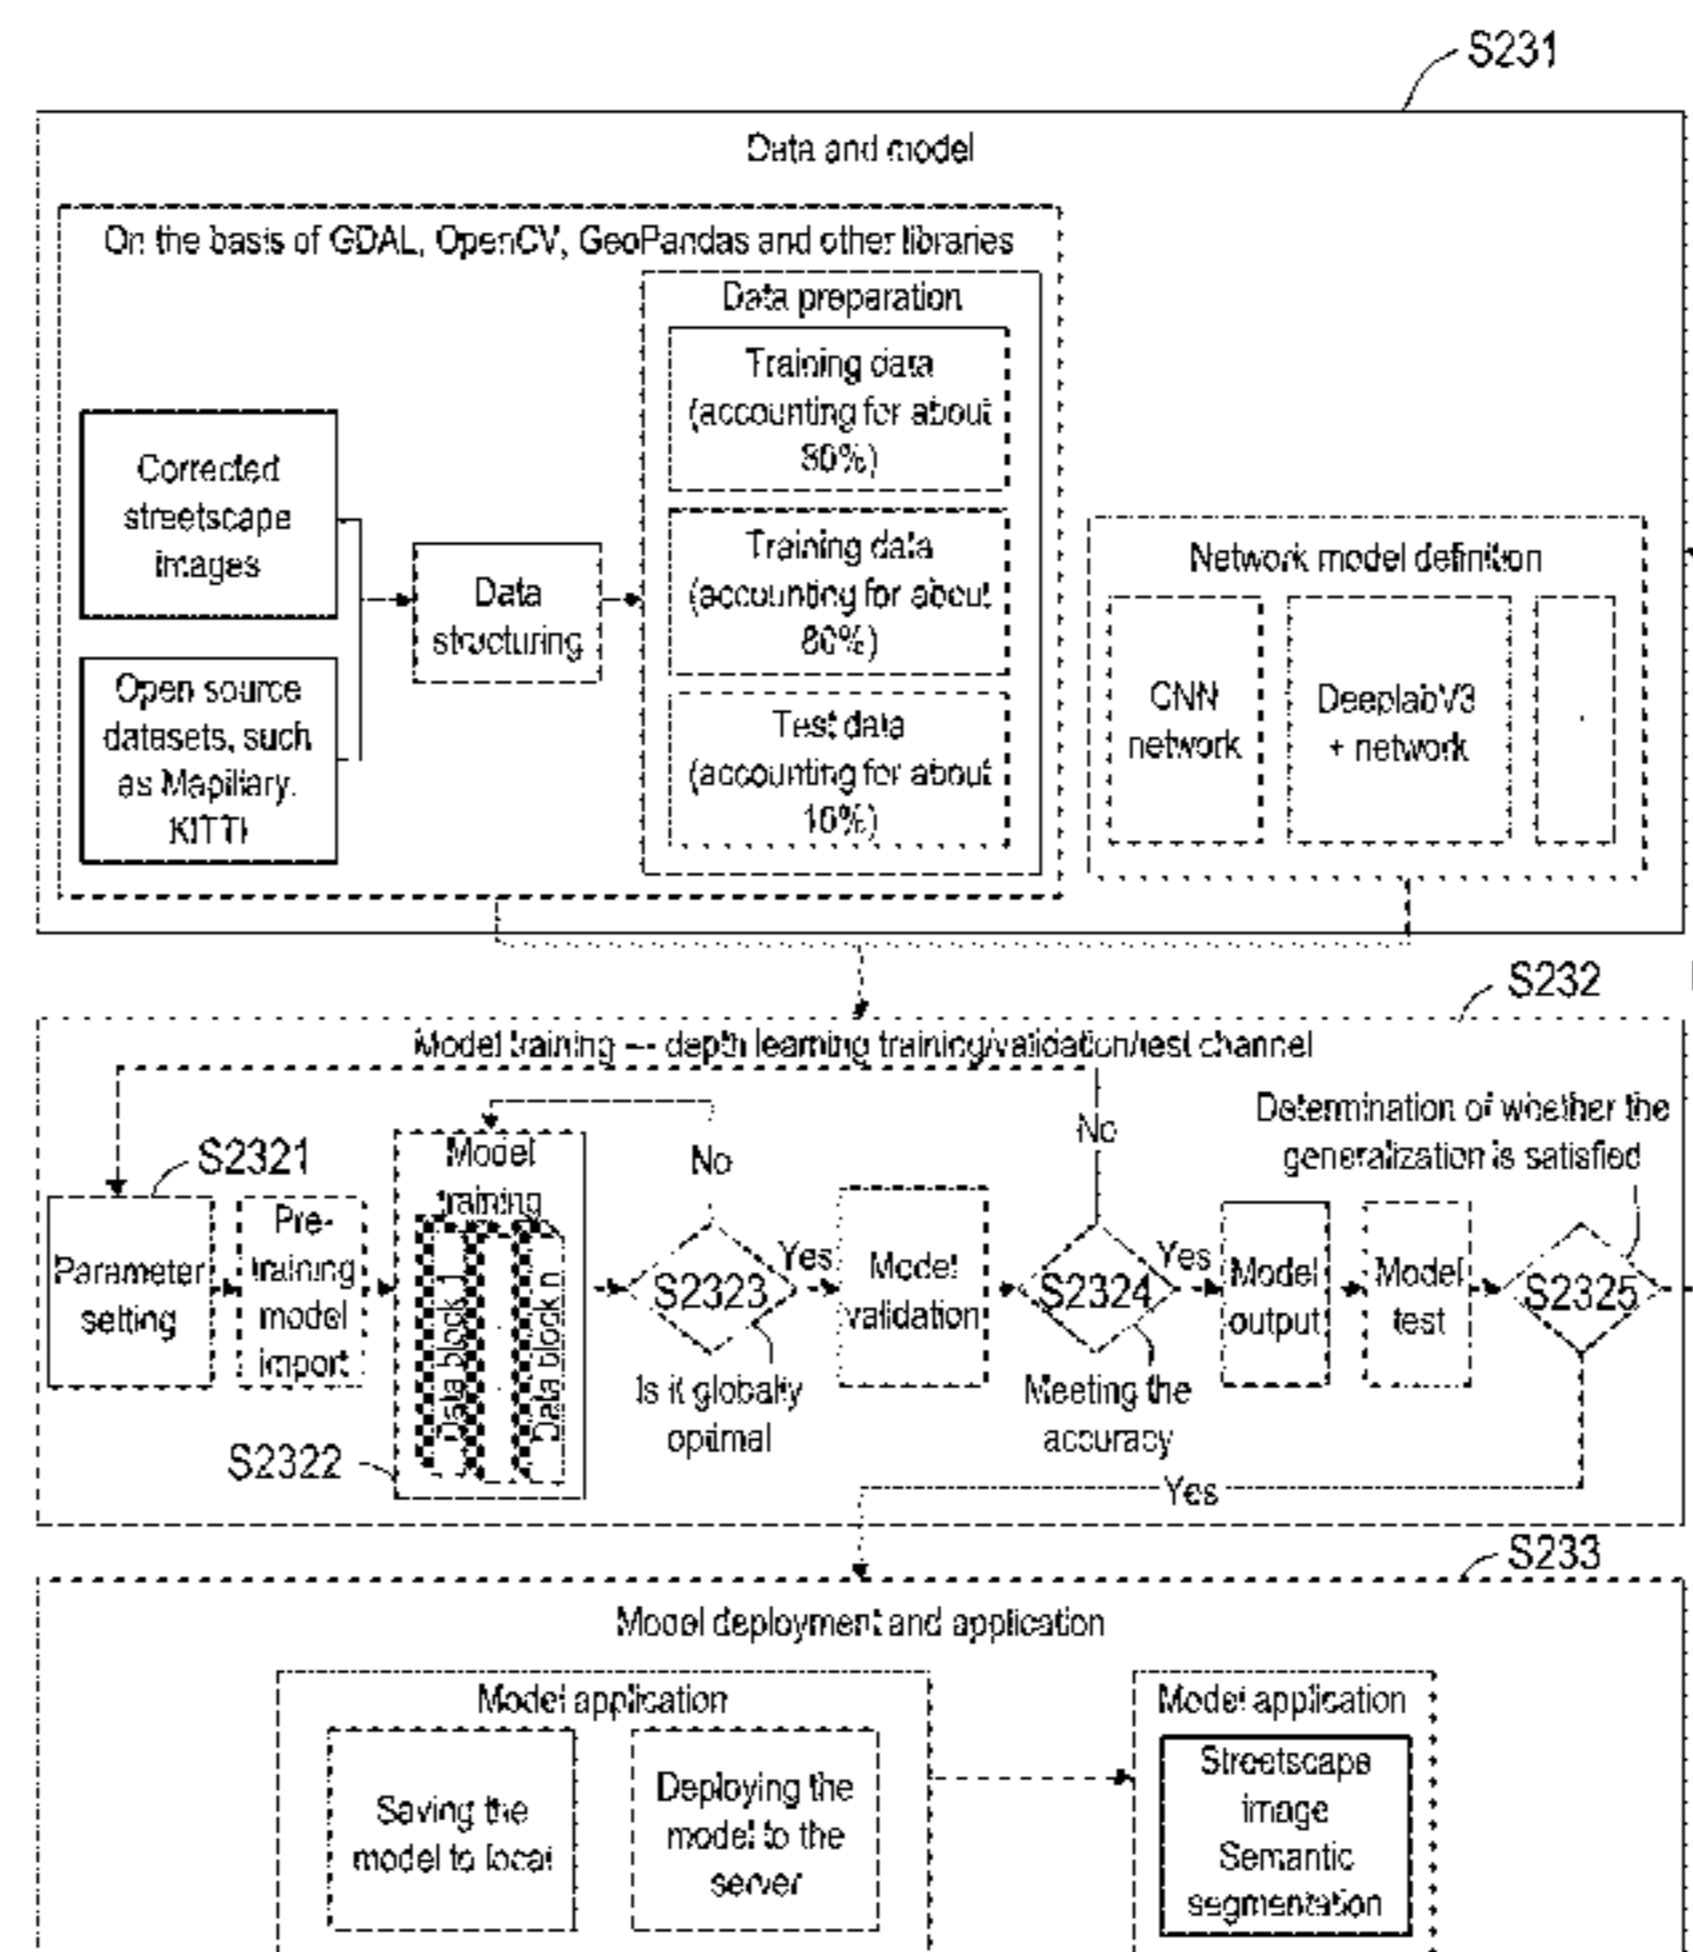 S231
Data and model
On the basis of GDAL, OpenCV, GeoPandas and other libraries
Data preparation
Training data
(accounting for about
80%)
Training data
(accounting for about
80%)
Test data
(accounting for about
10%)
Corrected
streetscape
images
Open source
datasets, such
as Mapiliary,
KITTI
Data
structuring
Network model definition
CNN
network
DeeplabV3
+ network
S232
Model training --- depth learning training/validation/test channel
S2321
Parameter
setting
Pre-
training
model
import
Model
training
Data block 1
Data block n
S2322
No
S2323
Is it globally
optimal
Yes
Model
validation
No
S2324
Meeting the
accuracy
Yes
Model
output
Model
test
Determination of whether the
generalization is satisfied
S2325
Yes
S233
Model deployment and application
Model application
Saving the
model to local
Deploying the
model to the
server
Model application
Streetscape
image
Semantic
segmentation